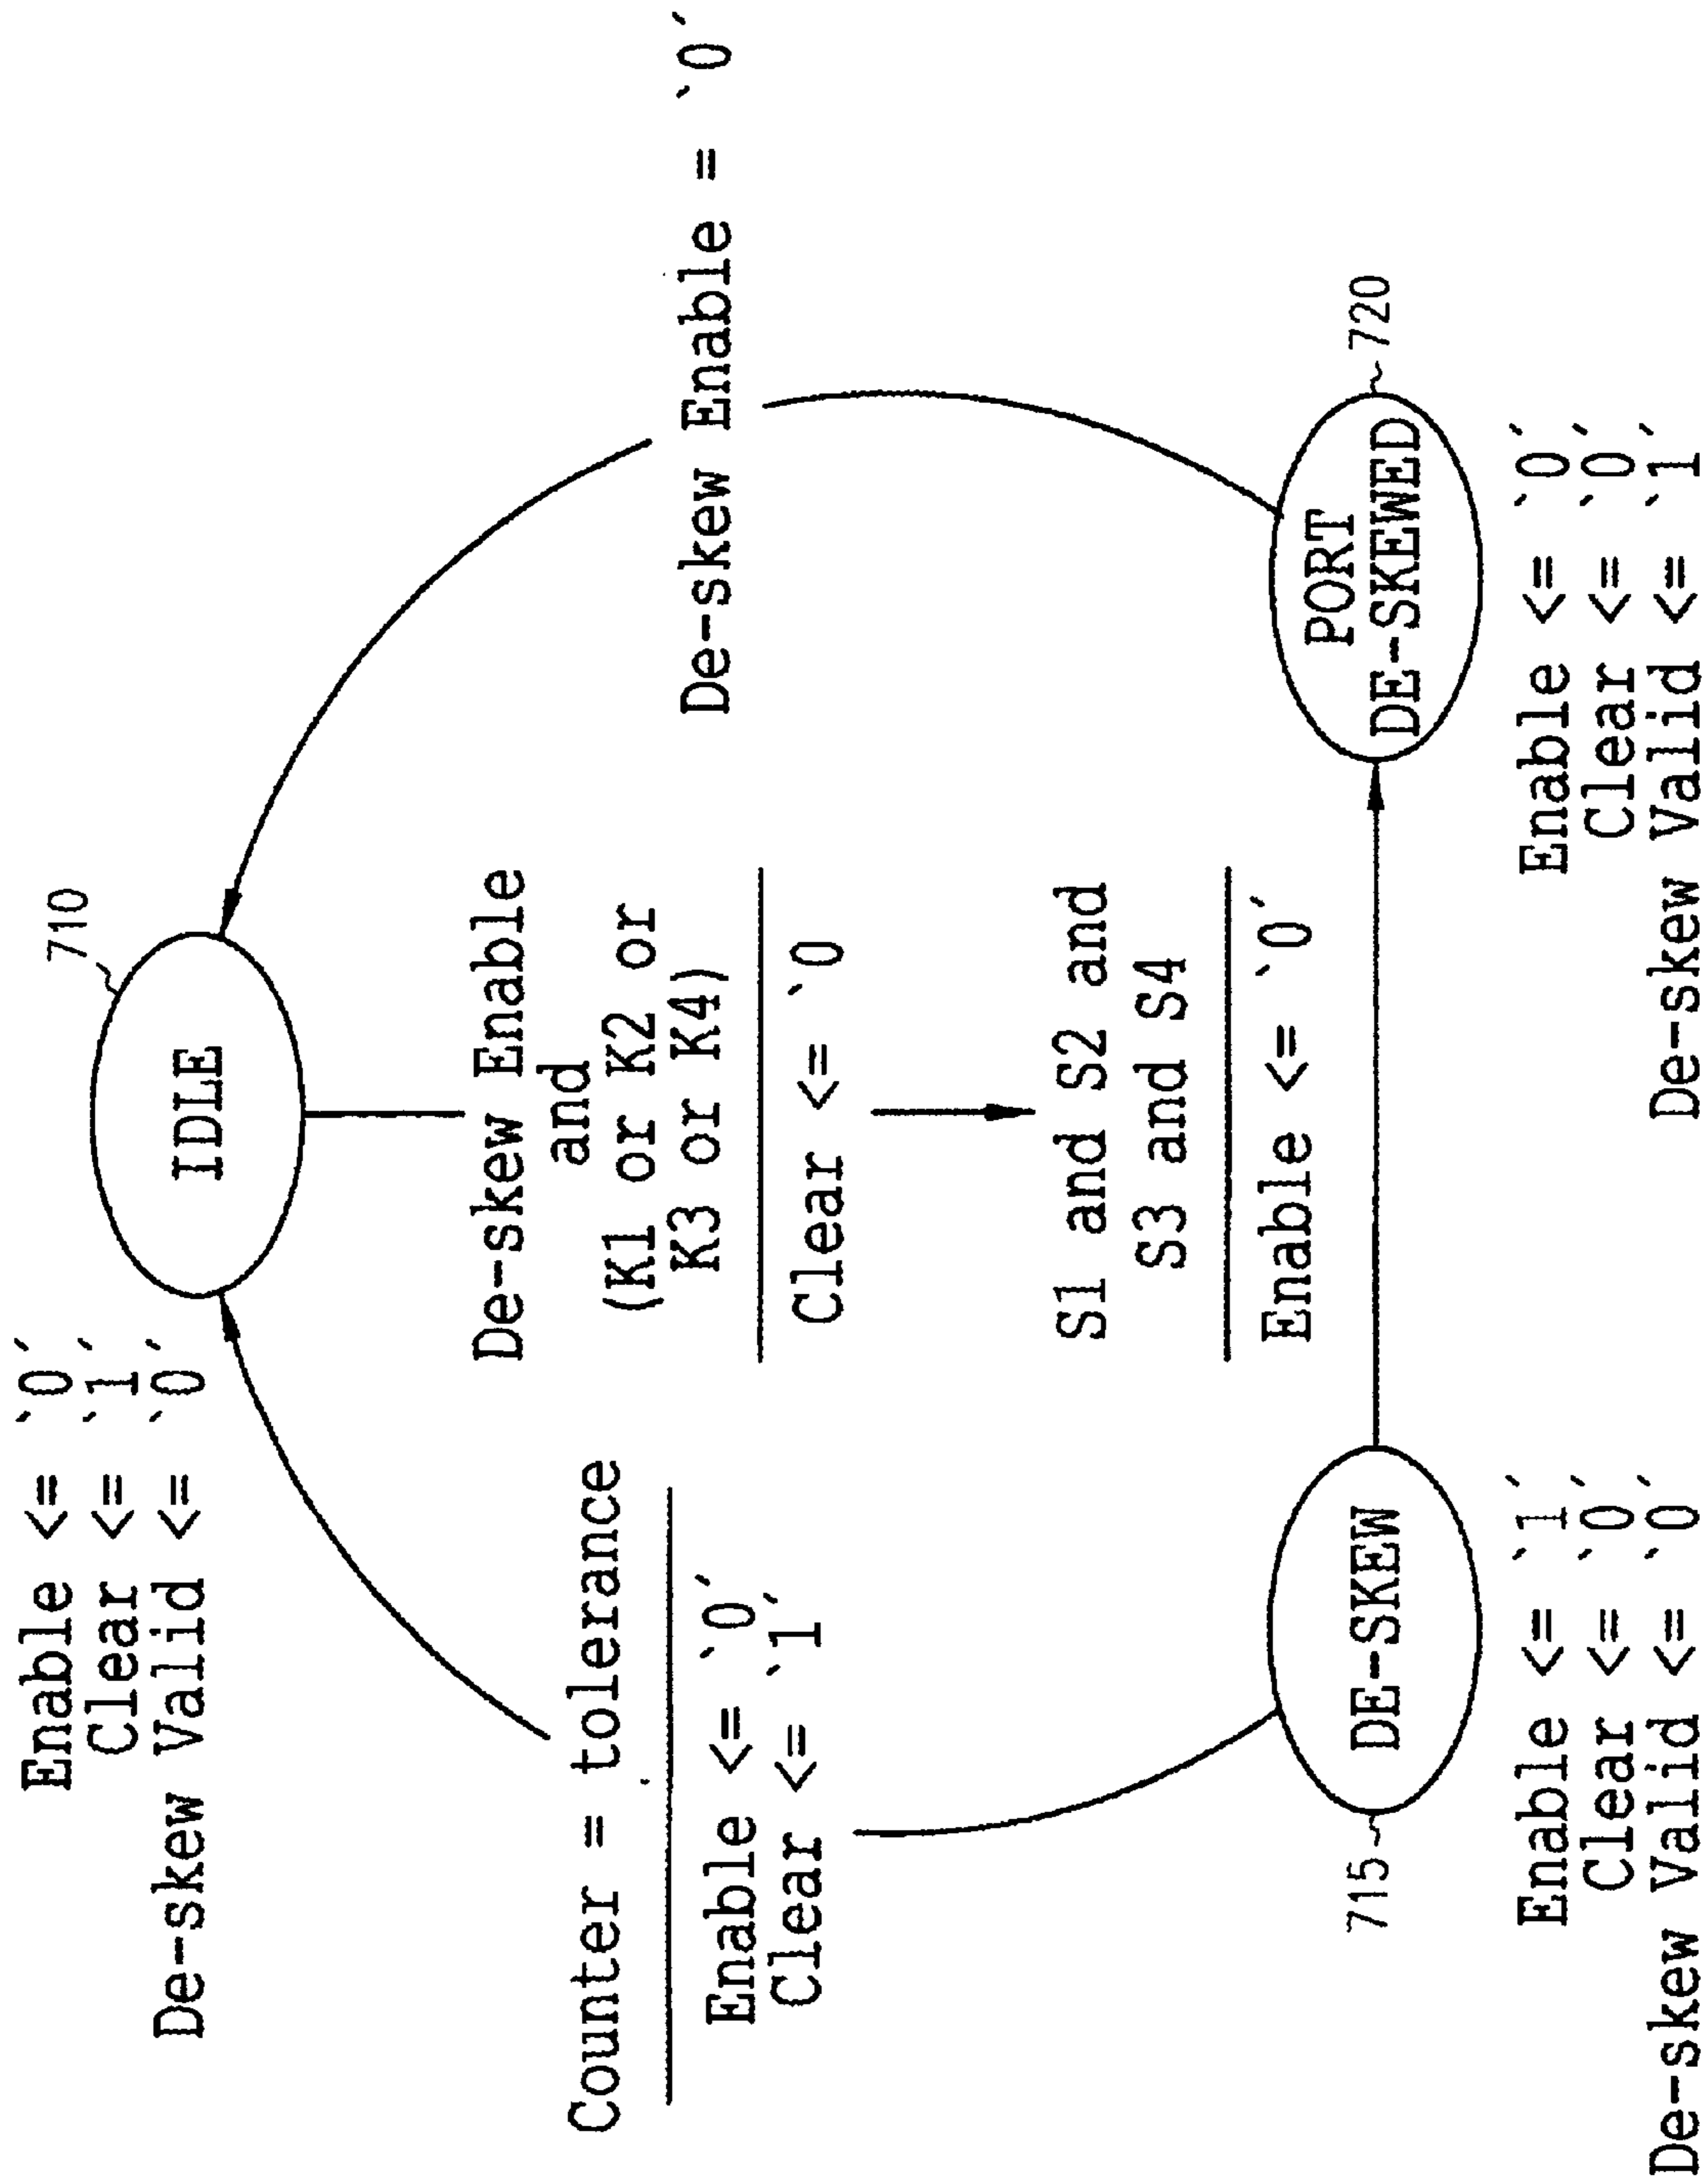 Enable <= `0´
Clear <= `1´
De-skew Valid <= `0´
710
IDLE
De-skew Enable
and
(K1 or K2 or
K3 or K4)
Clear <= `0
Counter = tolerance
Enable <= `0´
Clear <= `1´
De-skew Enable = `0´
S1 and S2 and
S3 and S4
Enable <= `0´
715
DE-SKEW
Enable <= `1´
Clear <= `0´
De-skew Valid <= `0´
PORT
DE-SKEWED
720
Enable <= `0´
Clear <= `0´
De-skew Valid <= `1´